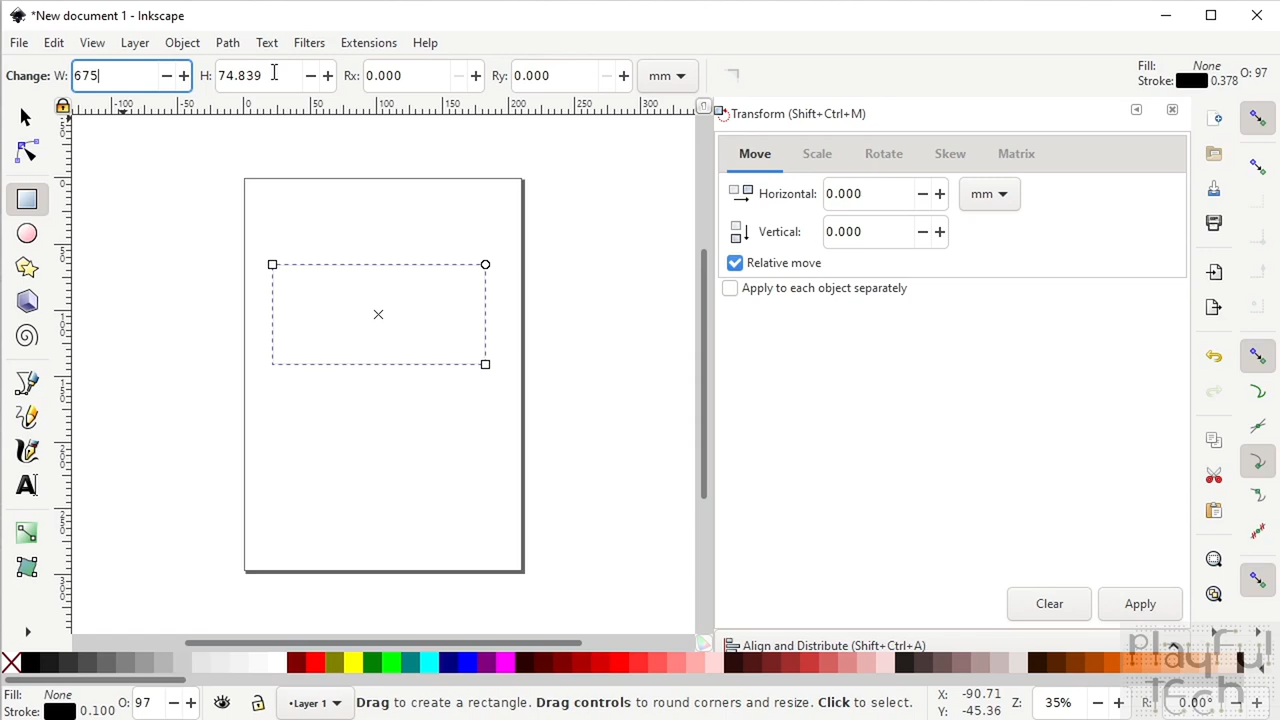 *New document 1 - Inkscape
File Edit View Layer Object Path Text Filters Extensions Help
Change: W: 675 H: 74.839 Rx: 0.000 Ry: 0.000 mm
Fill: None
Stroke: 0.378 O: 97
-100 -50 0 50 100 150 200 250 300
Transform (Shift+Ctrl+M)
Move Scale Rotate Skew Matrix
Horizontal: 0.000 mm
Vertical: 0.000
Relative move
Apply to each object separately
Clear Apply
Align and Distribute (Shift+Ctrl+A)
playful
tech
Fill: None
Stroke: 0.100 O: 97
•Layer 1
Drag to create a rectangle. Drag controls to round corners and resize. Click to select.
X: -90.71
Y: -45.36
Z: 35%
R: 0.00°